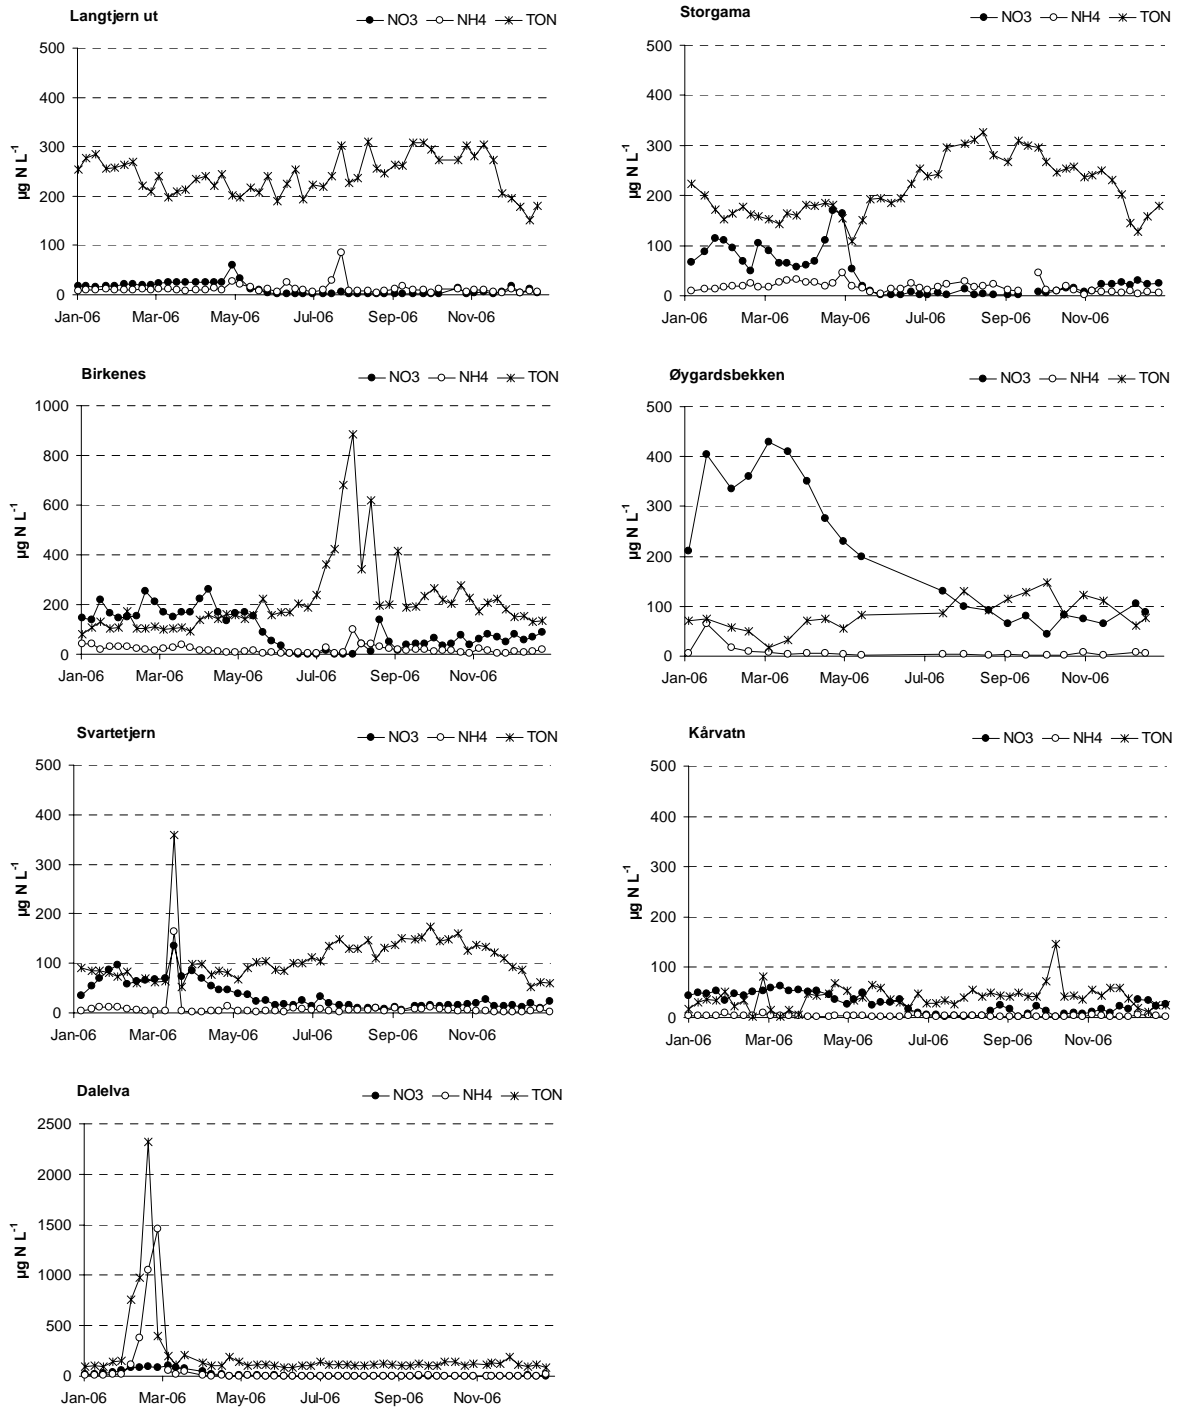 Langtjern ut
NO3 NH4 TON
500
400
300
200
100
0
µg N L-1
Jan-06 Mar-06 May-06 Jul-06 Sep-06 Nov-06
Storgama
NO3 NH4 TON
500
400
300
200
100
0
µg N L-1
Jan-06 Mar-06 May-06 Jul-06 Sep-06 Nov-06
Birkenes
NO3 NH4 TON
1000
800
600
400
200
0
µg N L-1
Jan-06 Mar-06 May-06 Jul-06 Sep-06 Nov-06
Øygardsbekken
NO3 NH4 TON
500
400
300
200
100
0
µg N L-1
Jan-06 Mar-06 May-06 Jul-06 Sep-06 Nov-06
Svartetjern
NO3 NH4 TON
500
400
300
200
100
0
µg N L-1
Jan-06 Mar-06 May-06 Jul-06 Sep-06 Nov-06
Kårvatn
NO3 NH4 TON
500
400
300
200
100
0
µg N L-1
Jan-06 Mar-06 May-06 Jul-06 Sep-06 Nov-06
Dalelva
NO3 NH4 TON
2500
2000
1500
1000
500
0
µg N L-1
Jan-06 Mar-06 May-06 Jul-06 Sep-06 Nov-06